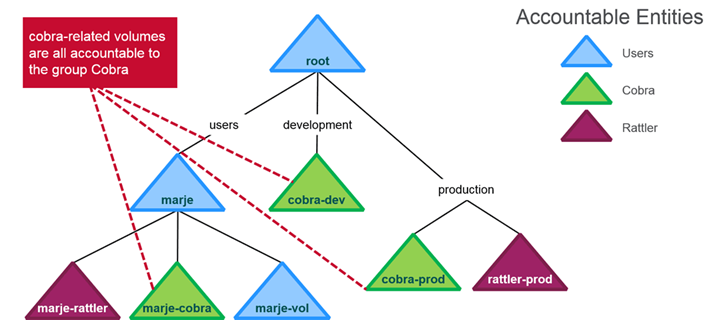 Accountable Entities
cobra-related volumes
are all accountable to
the group Cobra
Users
root
Cobra
users
development
Rattler
production
marje
cobra-dev
cobra-prod
rattler-prod
marje-rattler
marje-cobra
marje-vol